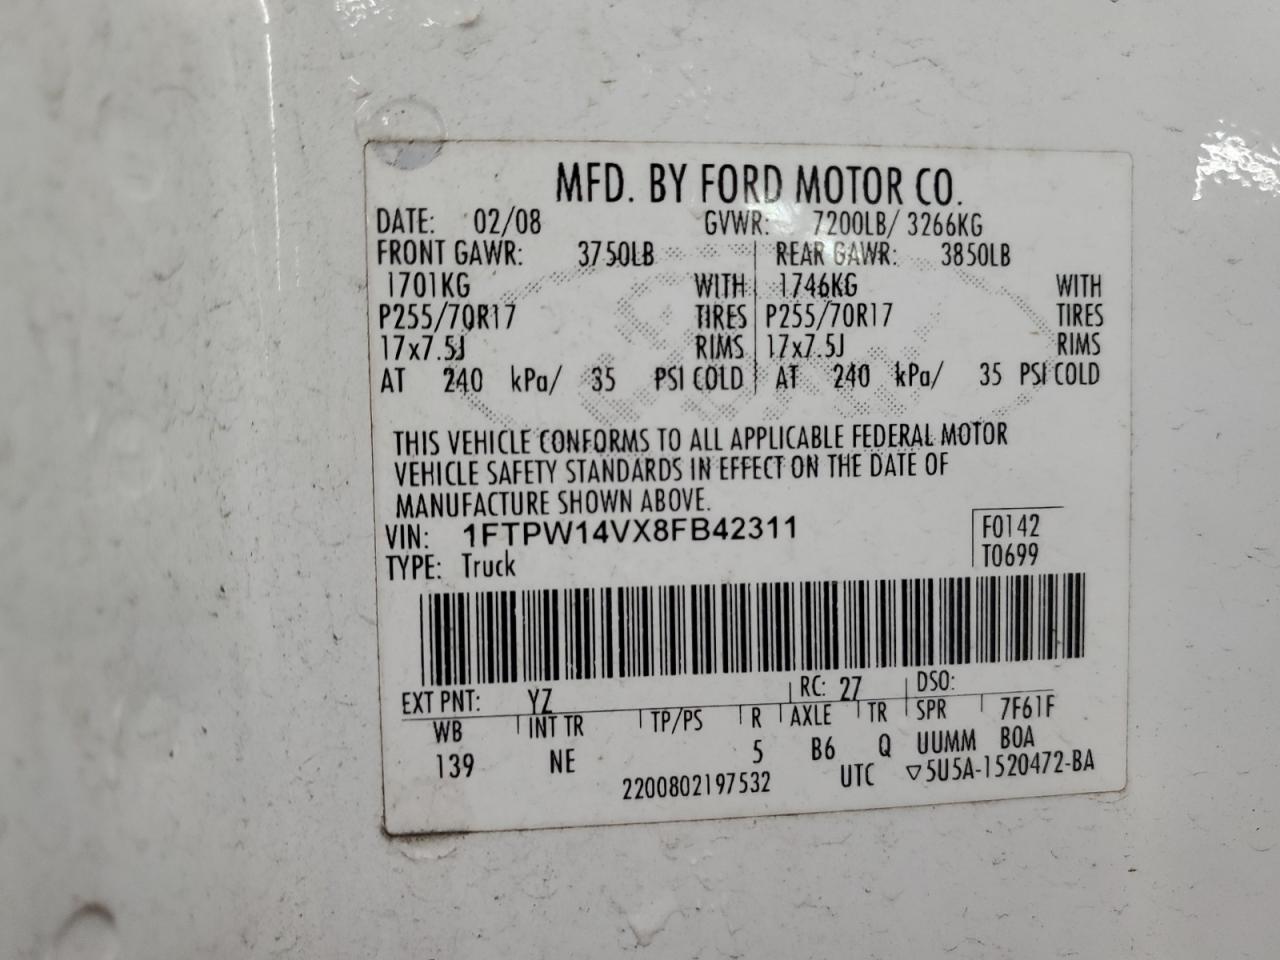 MFD. BY FORD MOTOR CO.
DATE: 02/08 GVWR: 7200LB/ 3266KG
FRONT GAWR: 3750LB REAR GAWR: 3850LB
1701KG WITH 1746KG WITH
P255/70R17 TIRES P255/70R17 TIRES
17x7.5J RIMS 17x7.5J RIMS
AT 240 kPa/ 35 PSI COLD AT 240 kPa/ 35 PSI COLD
THIS VEHICLE CONFORMS TO ALL APPLICABLE FEDERAL MOTOR
VEHICLE SAFETY STANDARDS IN EFFECT ON THE DATE OF
MANUFACTURE SHOWN ABOVE.
VIN: 1FTPW14VX8FB42311 F0142
TYPE: Truck T0699
EXT PNT: YZ RC: 27 DSO:
WB INT TR TP/PS R AXLE TR SPR 7F61F
139 NE 5 B6 Q UUMM BOA
2200802197532 UTC ▽5U5A-1520472-BA